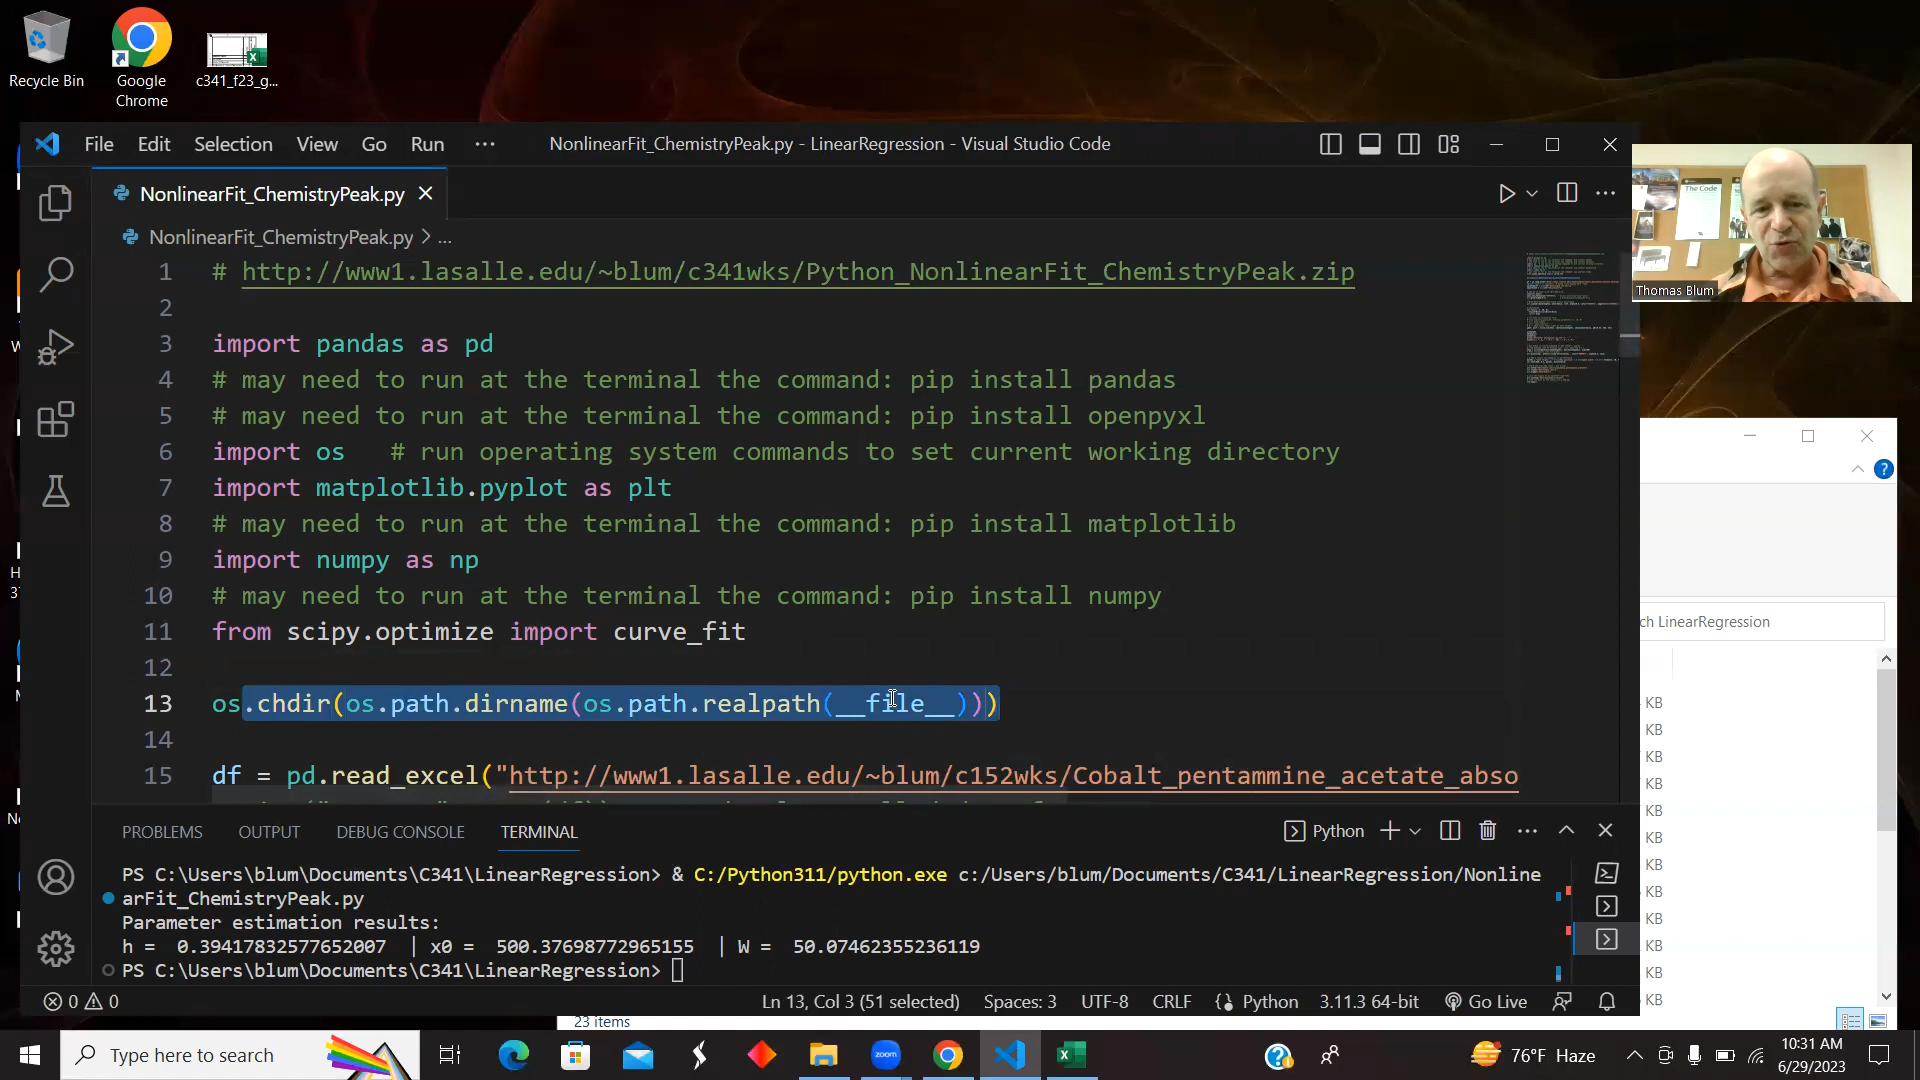 Recycle Bin
Google Chrome
c341_f23_g...
File Edit Selection View Go Run ...
NonlinearFit_ChemistryPeak.py - LinearRegression - Visual Studio Code
NonlinearFit_ChemistryPeak.py
NonlinearFit_ChemistryPeak.py > ...
1 # http://www1.lasalle.edu/~blum/c341wks/Python_NonlinearFit_ChemistryPeak.zip
2
3 import pandas as pd
4 # may need to run at the terminal the command: pip install pandas
5 # may need to run at the terminal the command: pip install openpyxl
6 import os # run operating system commands to set current working directory
7 import matplotlib.pyplot as plt
8 # may need to run at the terminal the command: pip install matplotlib
9 import numpy as np
10 # may need to run at the terminal the command: pip install numpy
11 from scipy.optimize import curve_fit
12
13 os.chdir(os.path.dirname(os.path.realpath(__file__)))
14
15 df = pd.read_excel("http://www1.lasalle.edu/~blum/c152wks/Cobalt_pentammine_acetate_abso
Thomas Blum
The Code
ch LinearRegression
KB
KB
KB
KB
KB
KB
KB
KB
KB
KB
KB
KB
PROBLEMS OUTPUT DEBUG CONSOLE TERMINAL
Python
PS C:\Users\blum\Documents\C341\LinearRegression> & C:/Python311/python.exe c:/Users/blum/Documents/C341/LinearRegression/Nonline
arFit_ChemistryPeak.py
Parameter estimation results:
h = 0.39417832577652007 | x0 = 500.37698772965155 | W = 50.07462355236119
PS C:\Users\blum\Documents\C341\LinearRegression>
0 0
Ln 13, Col 3 (51 selected) Spaces: 3 UTF-8 CRLF Python 3.11.3 64-bit Go Live
23 items
Type here to search
zoom
76°F Haze
10:31 AM
6/29/2023